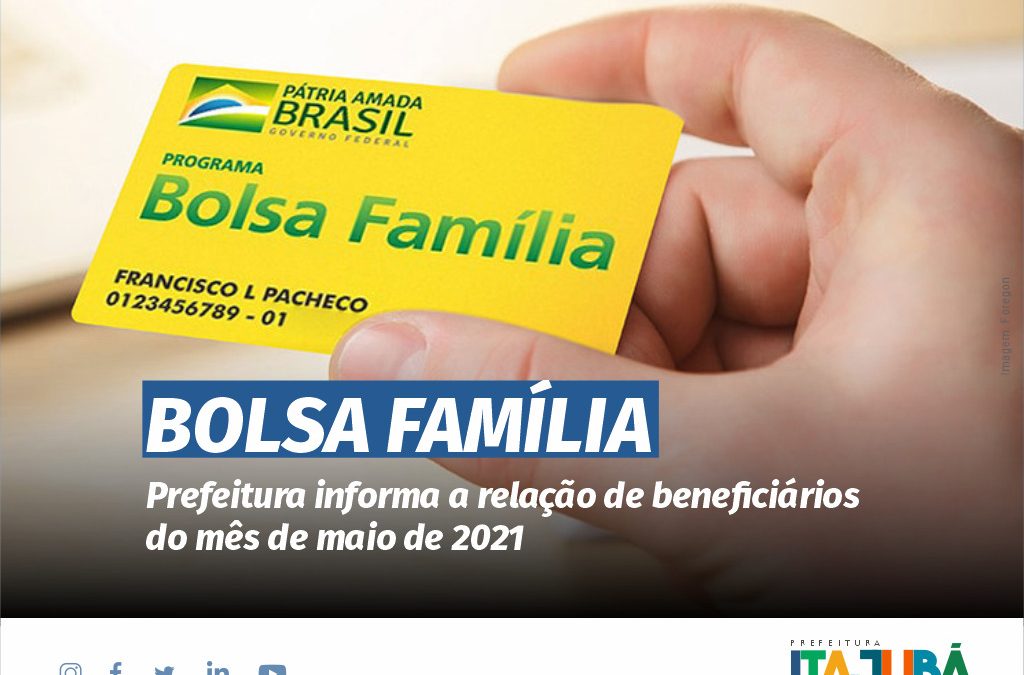 PÁTRIA AMADA
BRASIL
GOVERNO FEDERAL
PROGRAMA
Bolsa Família
FRANCISCO L PACHECO
0123456789 - 01
Imagem: Foregon
BOLSA FAMÍLIA
Prefeitura informa a relação de beneficiários
do mês de maio de 2021
PREFEITURA
ITAJUBÁ